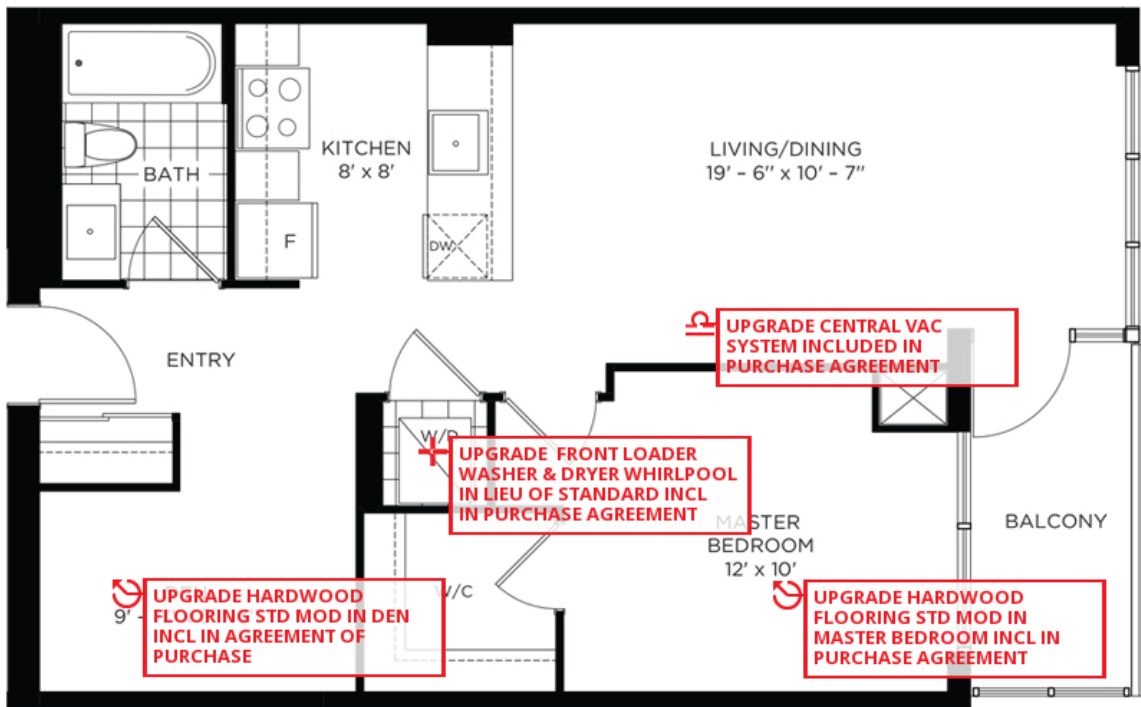 BATH
KITCHEN
8' x 8'
F
DW
LIVING/DINING
19' - 6" x 10' - 7"
ENTRY
UPGRADE CENTRAL VAC
SYSTEM INCLUDED IN
PURCHASE AGREEMENT
W/D
UPGRADE FRONT LOADER
WASHER & DRYER WHIRLPOOL
IN LIEU OF STANDARD INCL
IN PURCHASE AGREEMENT
MASTER
BEDROOM
12' x 10'
BALCONY
W/C
9' -
UPGRADE HARDWOOD
FLOORING STD MOD IN DEN
INCL IN AGREEMENT OF
PURCHASE
UPGRADE HARDWOOD
FLOORING STD MOD IN
MASTER BEDROOM INCL IN
PURCHASE AGREEMENT